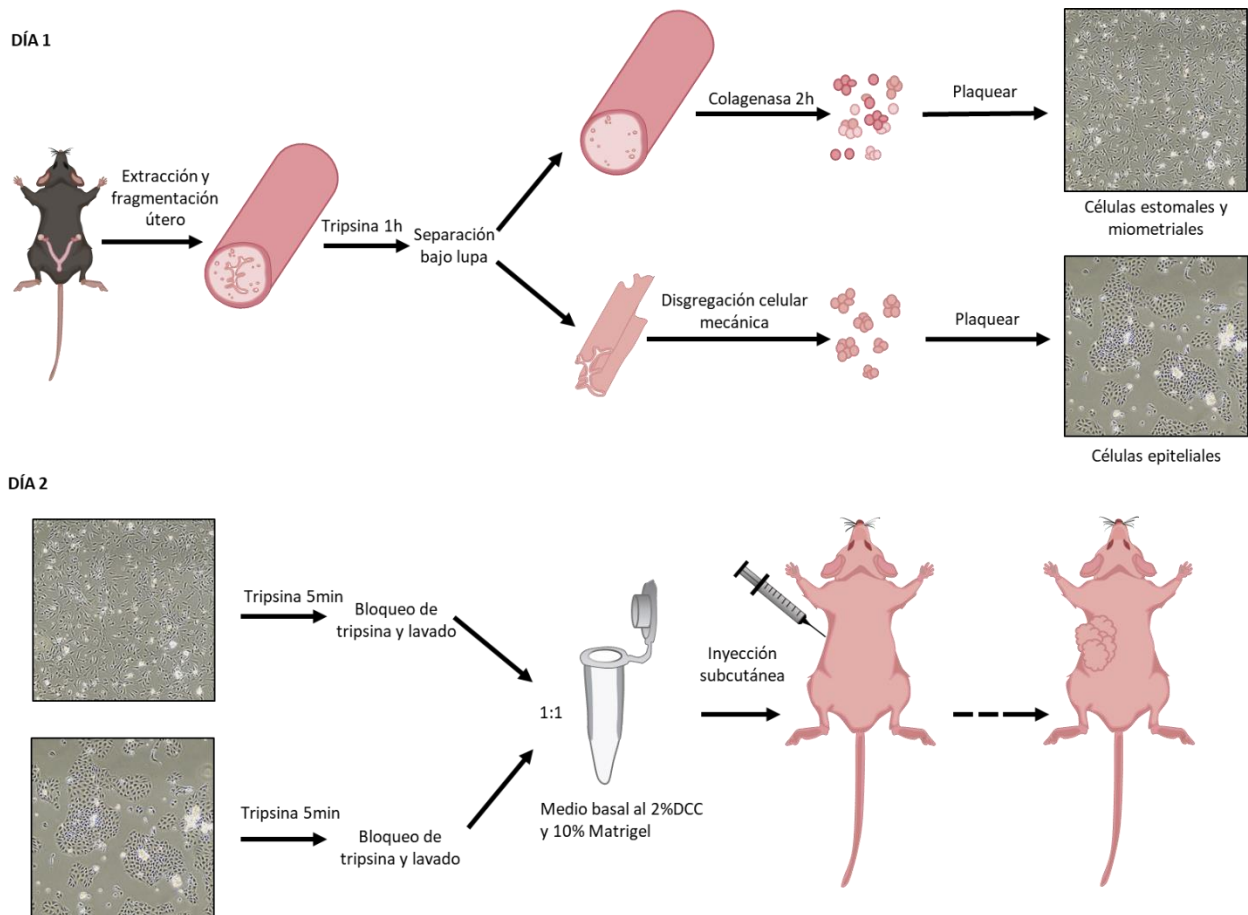 DÍA 1
Extracción y
fragmentación
útero
Tripsina 1h
Separación
bajo lupa
Colagenasa 2h
Plaquear
Células estomales y
miometriales
Disgregación celular
mecánica
Plaquear
Células epiteliales
DÍA 2
Tripsina 5min
Bloqueo de
tripsina y lavado
Tripsina 5min
Bloqueo de
tripsina y lavado
1:1
Medio basal al 2%DCC
y 10% Matrigel
Inyección
subcutánea